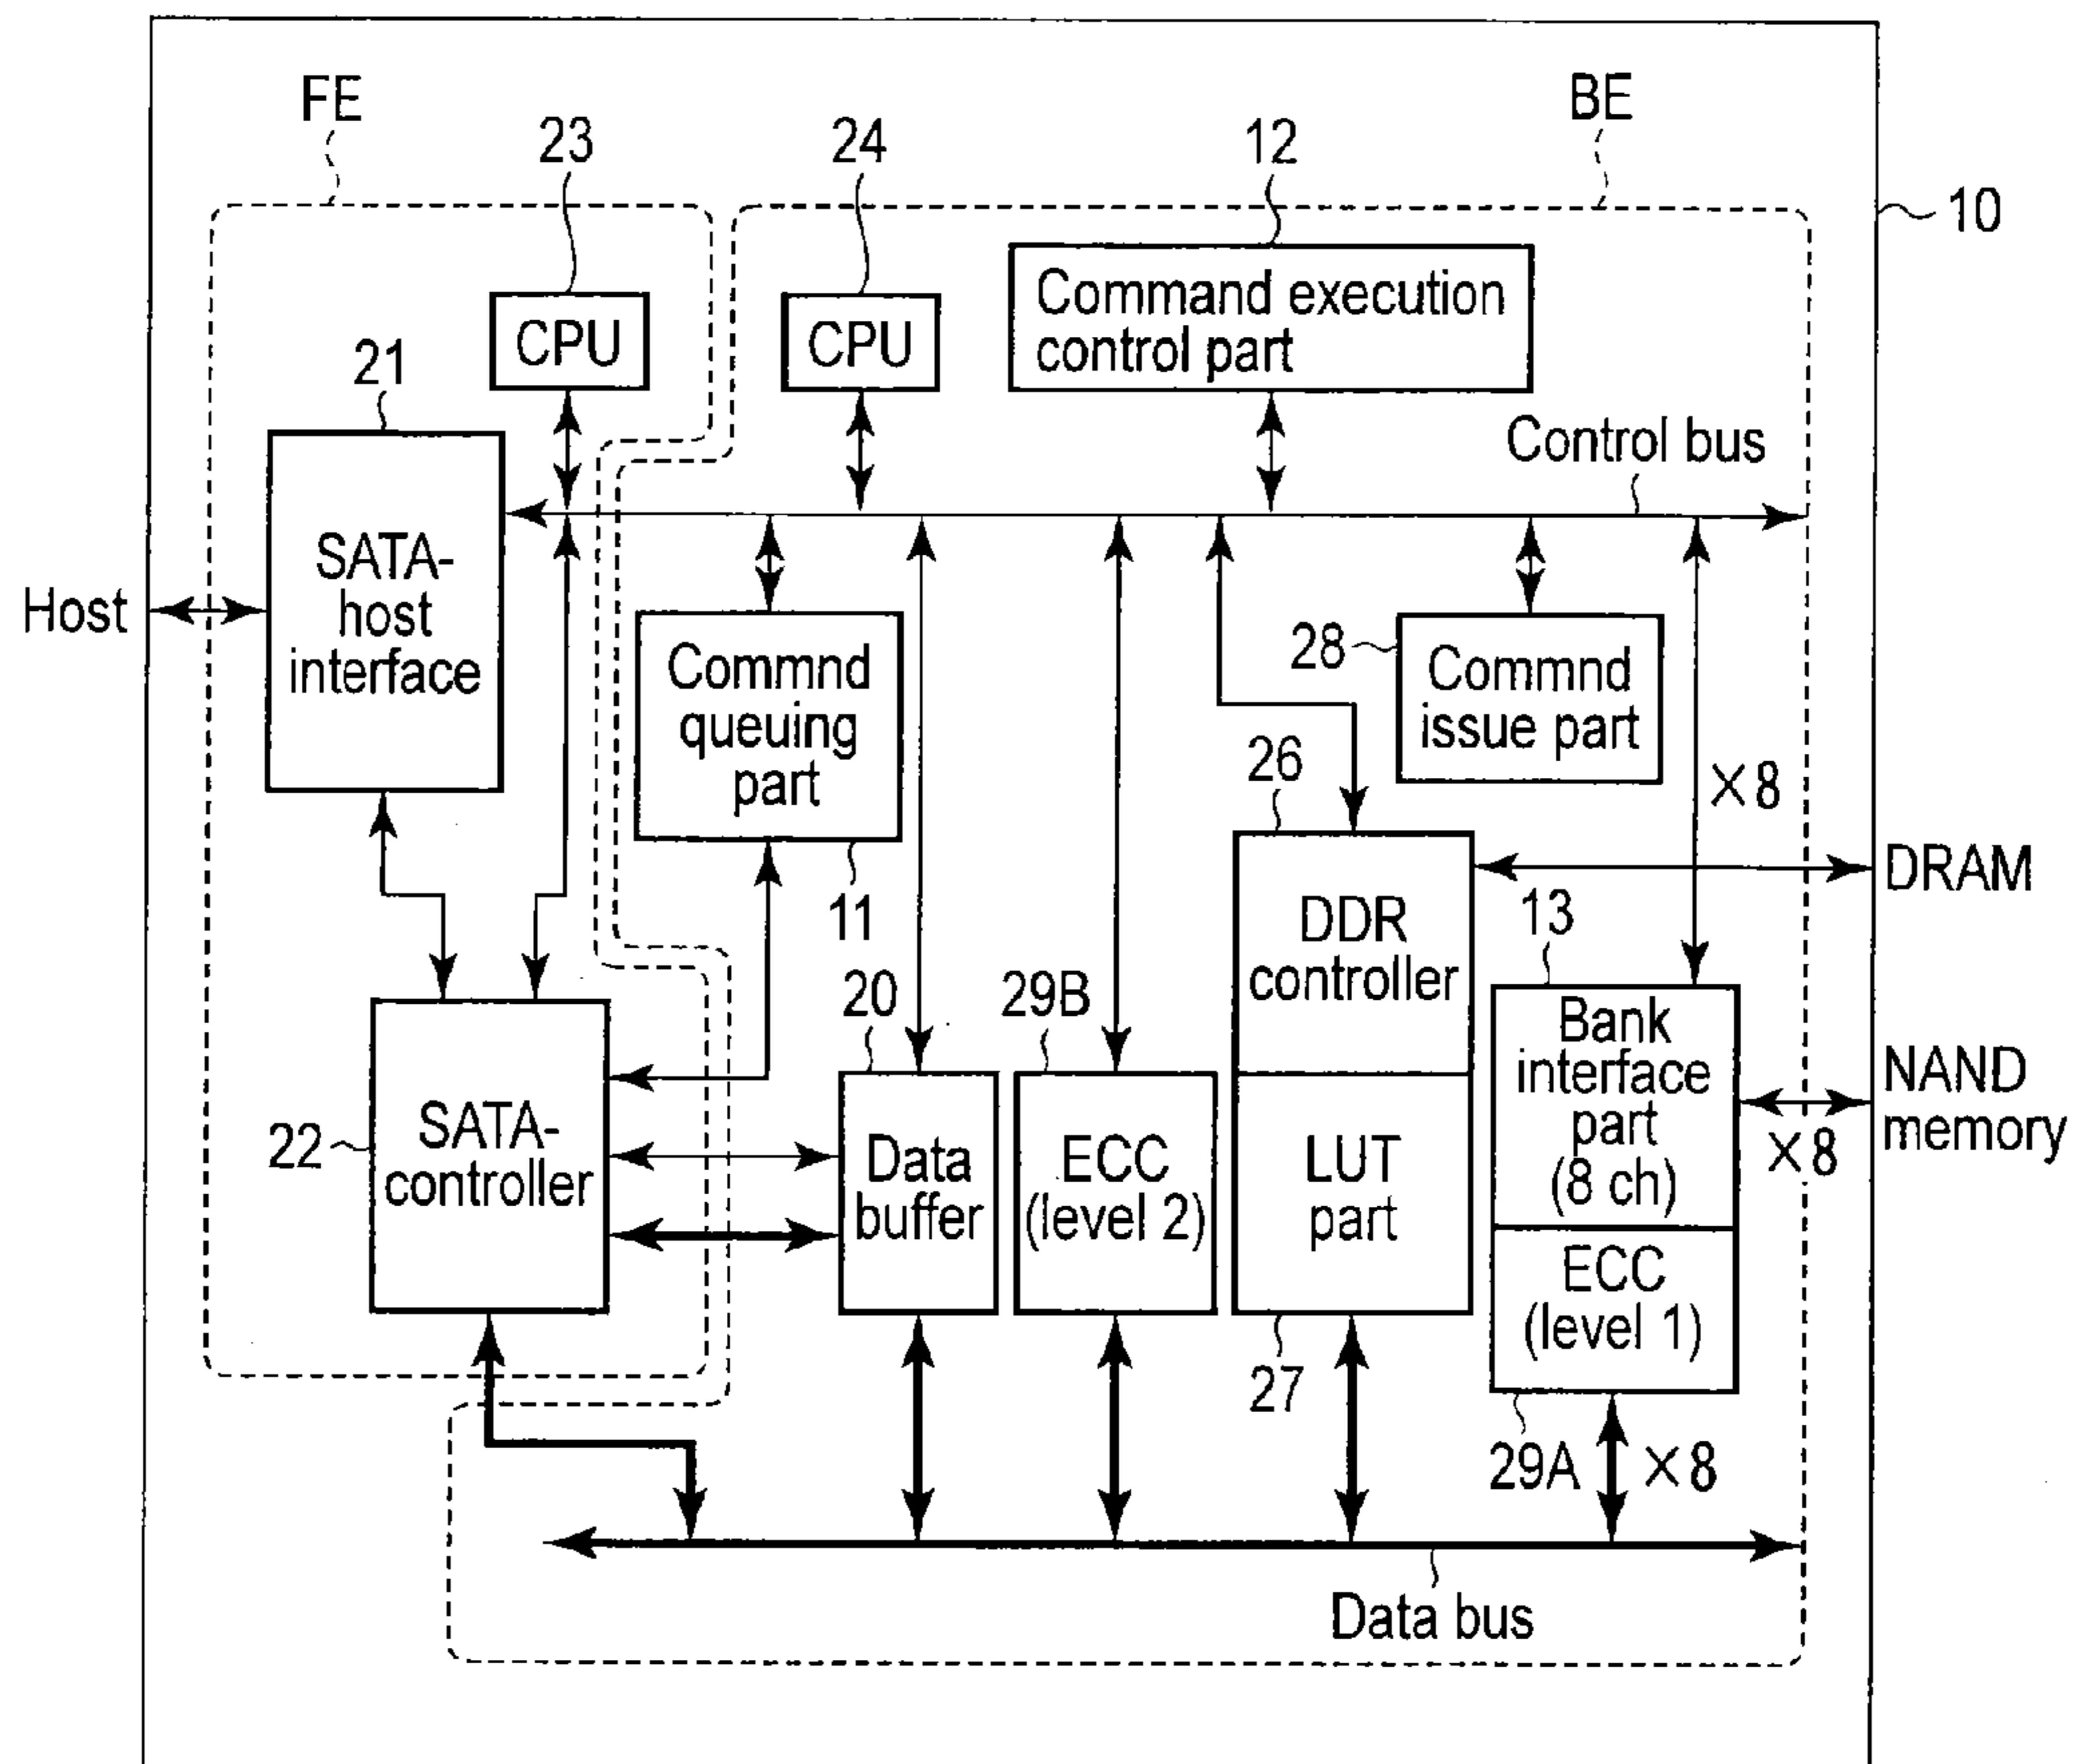 FE
BE
23
24
12
10
CPU
CPU
Command execution
control part
21
Control bus
SATA-
host
interface
Host
Commnd
queuing
part
28
Commnd
issue part
26
×8
11
DDR
controller
DRAM
13
20
29B
Bank
interface
part
(8 ch)
NAND
memory
×8
22
SATA-
controller
Data
buffer
ECC
(level 2)
LUT
part
ECC
(level 1)
27
29A
×8
Data bus